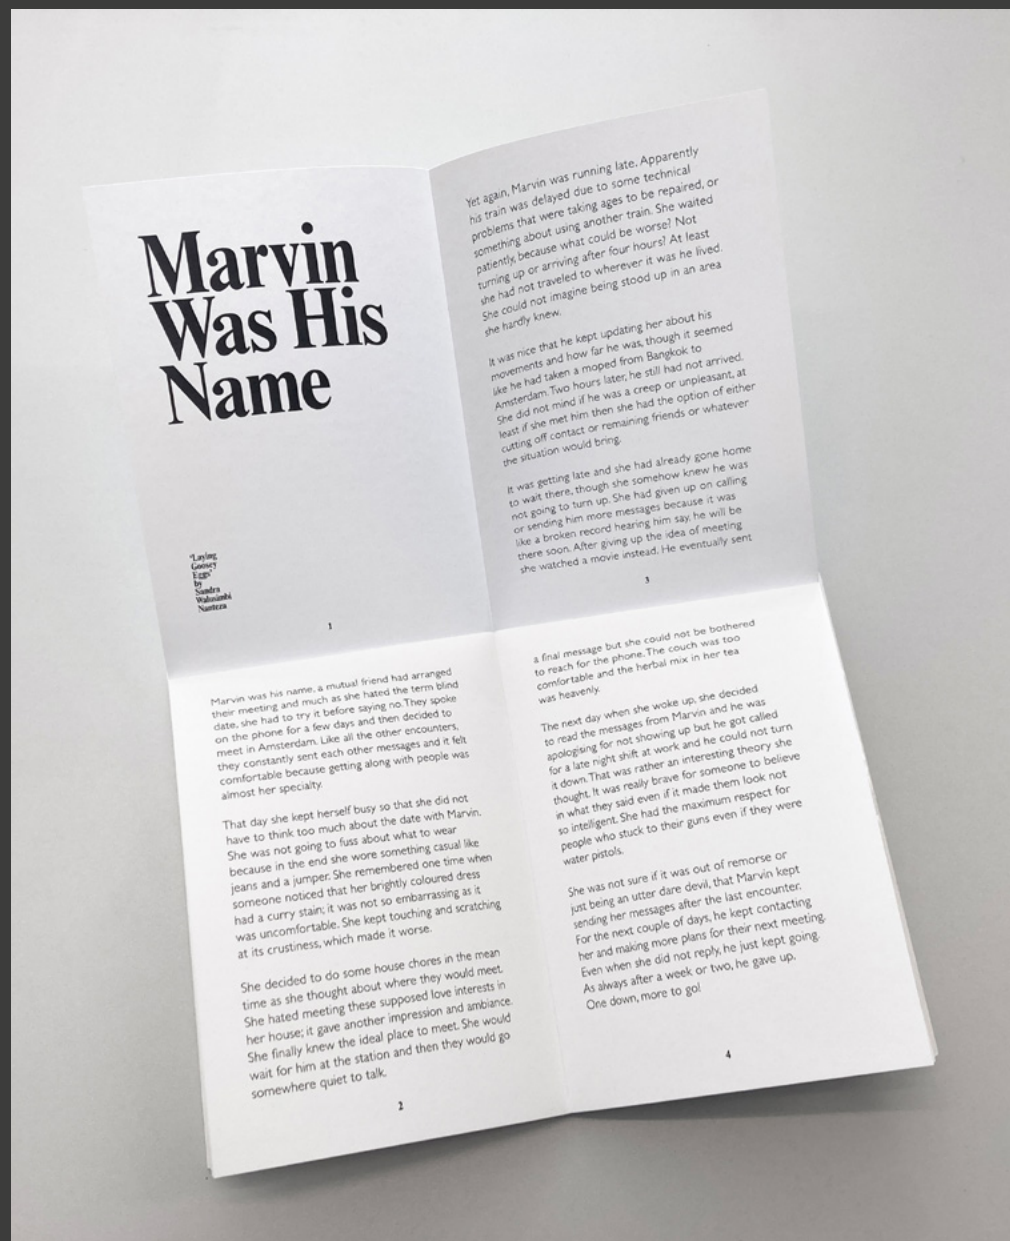 Marvin
Was His
Name
'Laying
Goosey
Eggs'
by
Sandra
Walusimbi
Nanteza
1
Marvin was his name, a mutual friend had arranged
their meeting and much as she hated the term blind
date, she had to try it before saying no. They spoke
on the phone for a few days and then decided to
meet in Amsterdam. Like all the other encounters,
they constantly sent each other messages and it felt
comfortable because getting along with people was
almost her specialty.
That day she kept herself busy so that she did not
have to think too much about the date with Marvin.
She was not going to fuss about what to wear
because in the end she wore something casual like
jeans and a jumper. She remembered one time when
someone noticed that her brightly coloured dress
had a curry stain; it was not so embarrassing as it
was uncomfortable. She kept touching and scratching
at its crustiness, which made it worse.
She decided to do some house chores in the mean
time as she thought about where they would meet.
She hated meeting these supposed love interests in
her house; it gave another impression and ambiance.
She finally knew the ideal place to meet. She would
wait for him at the station and then they would go
somewhere quiet to talk.
2
Yet again, Marvin was running late. Apparently
his train was delayed due to some technical
problems that were taking ages to be repaired, or
something about using another train. She waited
patiently, because what could be worse? Not
turning up or arriving after four hours? At least
she had not traveled to wherever it was he lived.
She could not imagine being stood up in an area
she hardly knew.
It was nice that he kept updating her about his
movements and how far he was, though it seemed
like he had taken a moped from Bangkok to
Amsterdam. Two hours later, he still had not arrived.
She did not mind if he was a creep or unpleasant, at
least if she met him then she had the option of either
cutting off contact or remaining friends or whatever
the situation would bring.
It was getting late and she had already gone home
to wait there, though she somehow knew he was
not going to turn up. She had given up on calling
or sending him more messages because it was
like a broken record hearing him say, he will be
there soon. After giving up the idea of meeting
she watched a movie instead. He eventually sent
3
a final message but she could not be bothered
to reach for the phone. The couch was too
comfortable and the herbal mix in her tea
was heavenly.
The next day when she woke up, she decided
to read the messages from Marvin and he was
apologising for not showing up but he got called
for a late night shift at work and he could not turn
it down. That was rather an interesting theory she
thought. It was really brave for someone to believe
in what they said even if it made them look not
so intelligent. She had the maximum respect for
people who stuck to their guns even if they were
water pistols.
She was not sure if it was out of remorse or
just being an utter dare devil, that Marvin kept
sending her messages after the last encounter.
For the next couple of days, he kept contacting
her and making more plans for their next meeting.
Even when she did not reply, he just kept going.
As always after a week or two, he gave up.
One down, more to go!
4